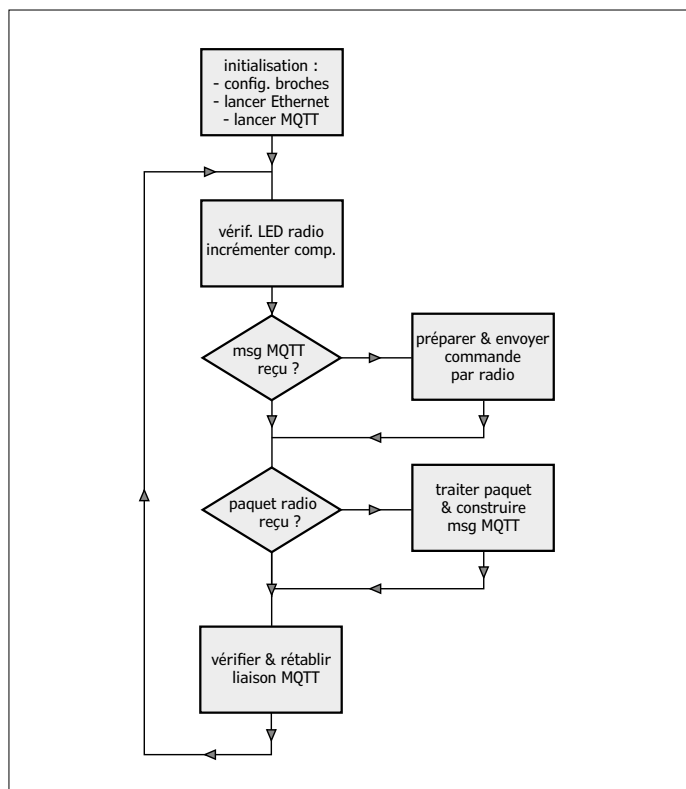 initialisation :
- config. broches
- lancer Ethernet
- lancer MQTT
vérif. LED radio
incrémenter comp.
msg MQTT
reçu ?
préparer & envoyer
commande
par radio
paquet radio
reçu ?
traiter paquet
& construire
msg MQTT
vérifier & rétablir
liaison MQTT